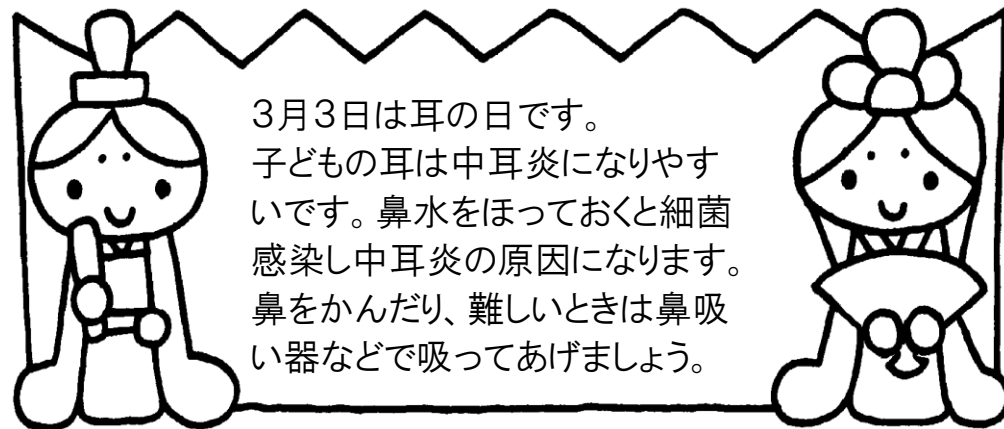 ３月３日は耳の日です。
子どもの耳は中耳炎になりやす
いです。鼻水をほっておくと細菌
感染し中耳炎の原因になります。
鼻をかんだり、難しいときは鼻吸
い器などで吸ってあげましょう。